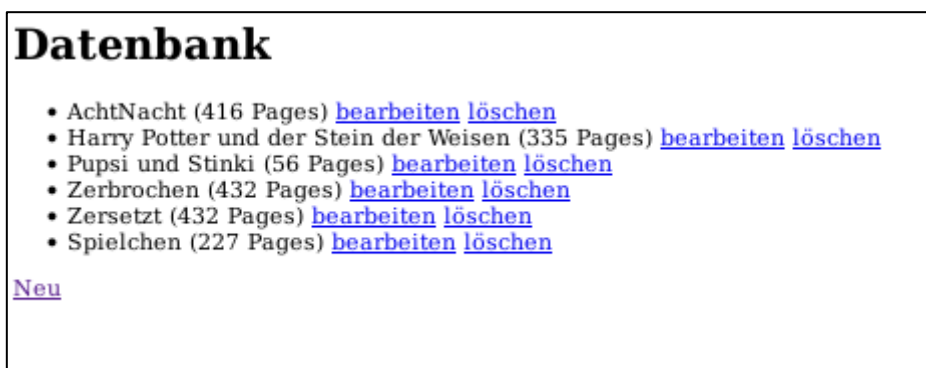 Datenbank
AchtNacht (416 Pages) bearbeiten löschen
Harry Potter und der Stein der Weisen (335 Pages) bearbeiten löschen
Pupsi und Stinki (56 Pages) bearbeiten löschen
Zerbrochen (432 Pages) bearbeiten löschen
Zersetzt (432 Pages) bearbeiten löschen
Spielchen (227 Pages) bearbeiten löschen
Neu